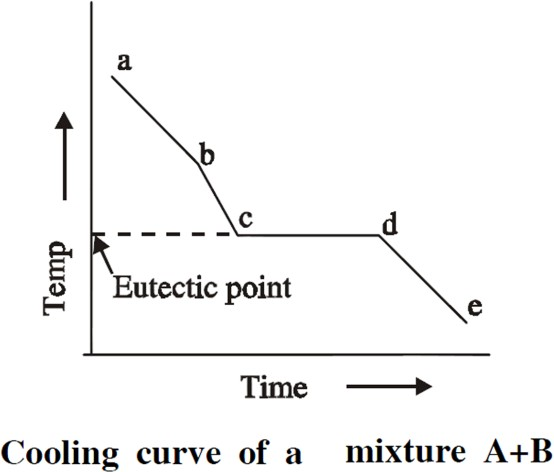 a
b
c
d
Eutectic point
e
Temp
Time
Cooling curve of a mixture A+B